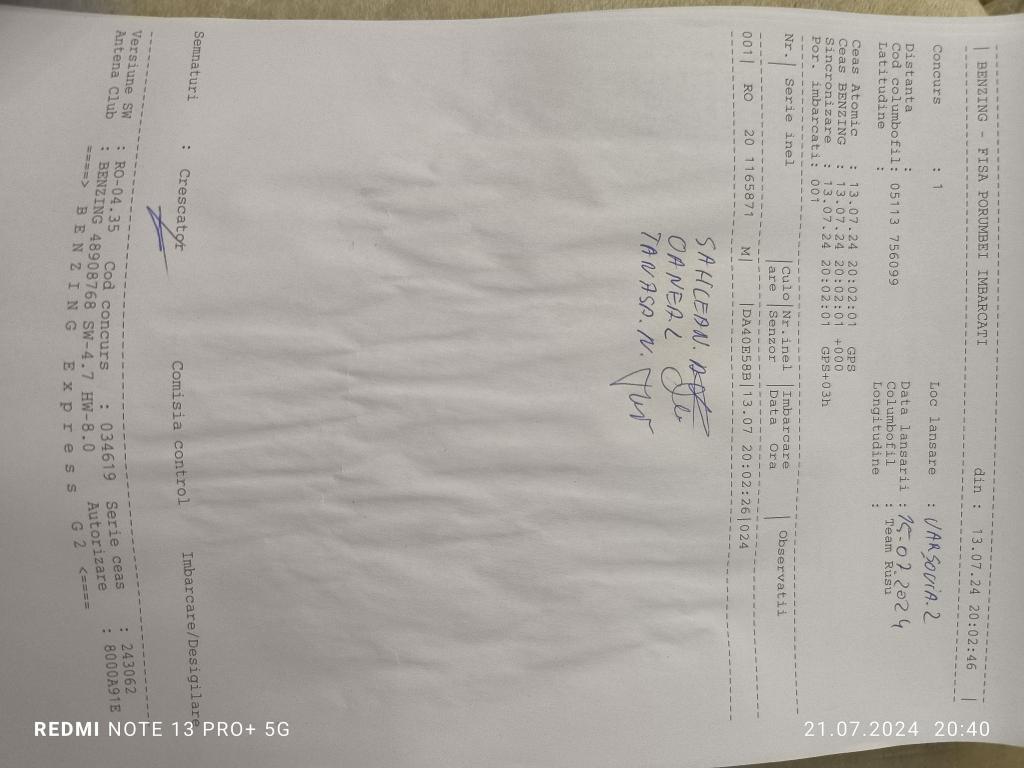 | BENZING - FISA PORUMBEI IMBARCATI din : 13.07.24 20:02:46 |
Concurs : 1 Loc lansare : VARSOVIA.2
Distanta : Data lansarii : 15.07 2024
Cod columbofil: 05113 756099 Columbofil : Team Rusu
Latitudine : Longitudine :
Ceas Atomic : 13.07.24 20:02:01 GPS
Ceas BENZING : 13.07.24 20:02:01 +000
Sincronizare : 13.07.24 20:02:01 GPS+03h
Por. imbarcati: 001
Nr.| Serie inel |Culo|Nr.inel |Imbarcare | Observatii
|are |Senzor |Data Ora
001| RO 20 1165871 M| |DA40E58B|13.07 20:02:26|024
SAHLEAN.
OANEA.L
TANASA.N.
Semnaturi : Crescator Comisia control Imbarcare/Desigilare
Versiune SW : RO-04.35 Cod concurs : 034619 Serie ceas : 243062
Antena Club : BENZING 48908768 SW-4.7 HW-8.0 Autorizare : 8000A91E
====> B E N Z I N G E x p r e s s G 2 <====
REDMI NOTE 13 PRO+ 5G
21.07.2024 20:40